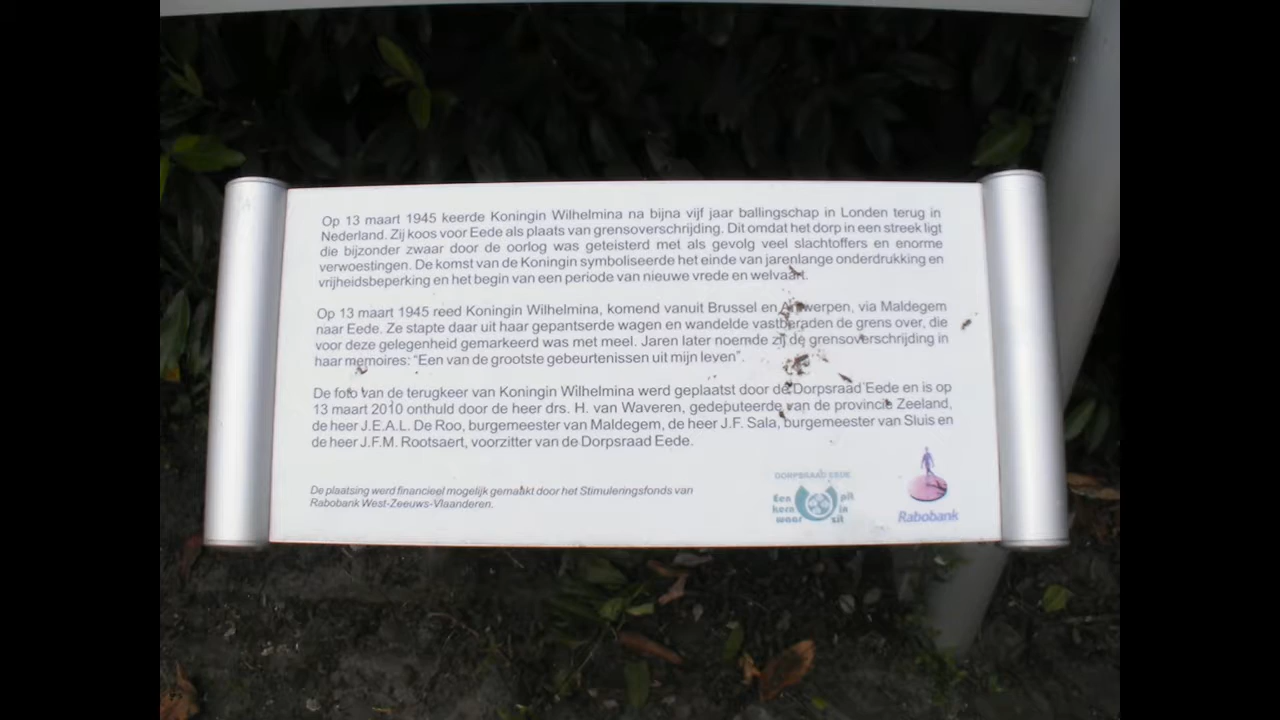 Op 13 maart 1945 keerde Koningin Wilhelmina na bijna vijf jaar ballingschap in Londen terug in
Nederland. Zij koos voor Eede als plaats van grensoverschrijding. Dit omdat het dorp in een streek ligt
die bijzonder zwaar door de oorlog was geteisterd met als gevolg veel slachtoffers en enorme
verwoestingen. De komst van de Koningin symboliseerde het einde van jarenlange onderdrukking en
vrijheidsbeperking en het begin van een periode van nieuwe vrede en welvaart.
Op 13 maart 1945 reed Koningin Wilhelmina, komend vanuit Brussel en Antwerpen, via Maldegem
naar Eede. Ze stapte daar uit haar gepantserde wagen en wandelde vastberaden de grens over, die
voor deze gelegenheid gemarkeerd was met meel. Jaren later noemde zij de grensoverschrijding in
haar memoires: “Een van de grootste gebeurtenissen uit mijn leven”.
De foto van de terugkeer van Koningin Wilhelmina werd geplaatst door de Dorpsraad Eede en is op
13 maart 2010 onthuld door de heer drs. H. van Waveren, gedeputeerde van de provincie Zeeland,
de heer J.E.A.L. De Roo, burgemeester van Maldegem, de heer J.F. Sala, burgemeester van Sluis en
de heer J.F.M. Rootsaert, voorzitter van de Dorpsraad Eede.
De plaatsing werd financieel mogelijk gemaakt door het Stimuleringsfonds van
Rabobank West-Zeeuws-Vlaanderen.
DORPSRAAD EEDE
Een pit
kern in
waar zit
Rabobank